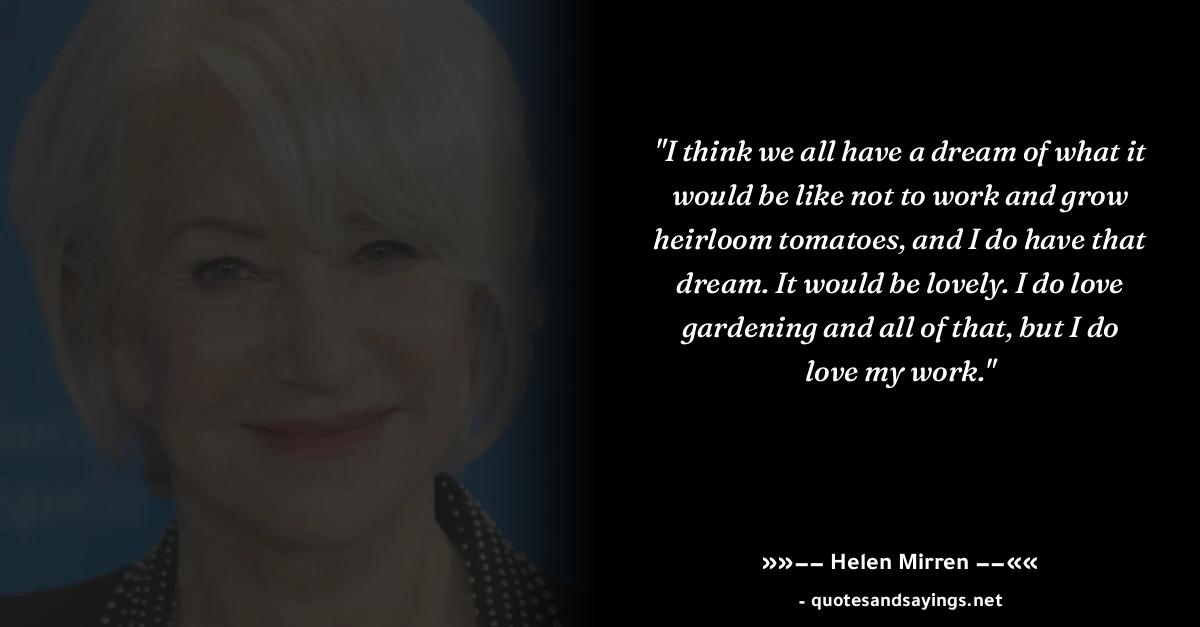 "I think we all have a dream of what it
would be like not to work and grow
heirloom tomatoes, and I do have that
dream. It would be lovely. I do love
gardening and all of that, but I do
love my work."
»»–– Helen Mirren ––««
- quotesandsayings.net